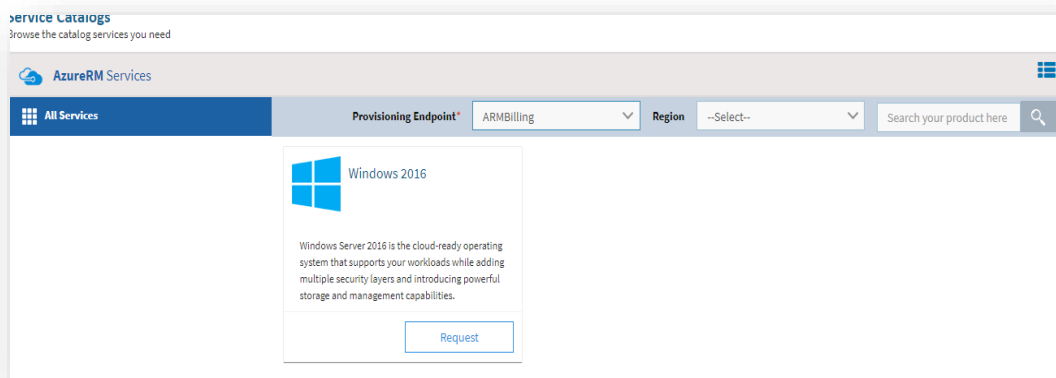 Service Catalogs
Browse the catalog services you need
AzureRM Services
All Services
Provisioning Endpoint* ARMBilling Region --Select-- Search your product here
Windows 2016
Windows Server 2016 is the cloud-ready operating
system that supports your workloads while adding
multiple security layers and introducing powerful
storage and management capabilities.
Request